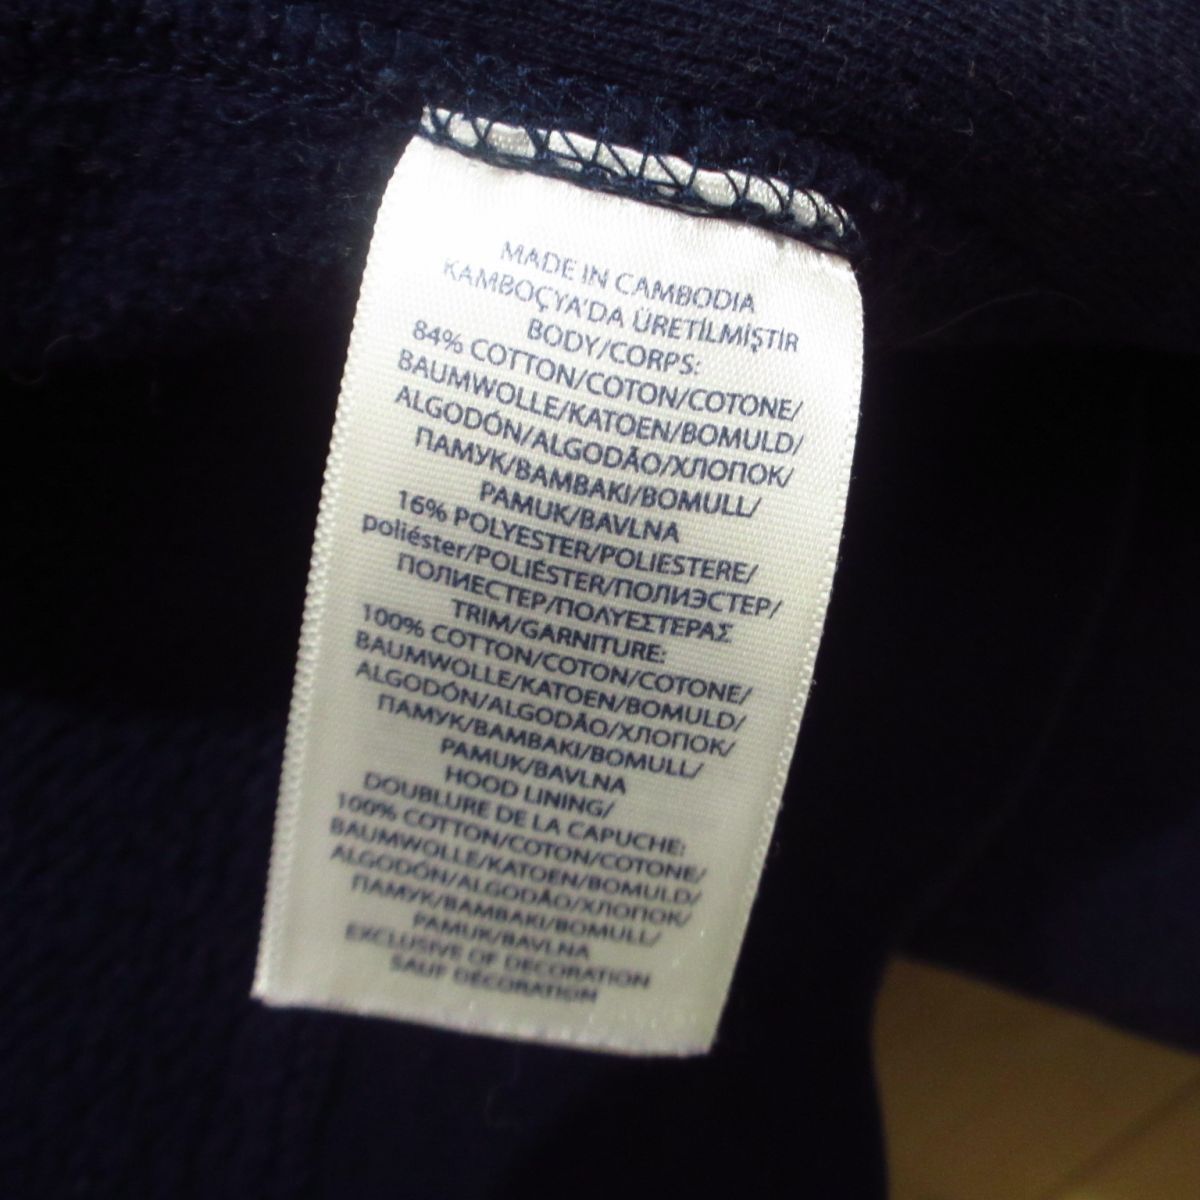 MADE IN CAMBODIA
KAMBOÇYA'DA ÜRETİLMİŞTİR
BODY/CORPS:
84% COTTON/COTON/COTONE/
BAUMWOLLE/KATOEN/BOMULD/
ALGODÓN/ALGODÃO/ХЛОПОК/
ПАМУК/BAMBAKI/BOMULL/
PAMUK/BAVLNA
16% POLYESTER/POLIESTERE/
poliéster/POLIÉSTER/ПОЛИЭСТЕР/
ПОЛИЕСТЕР/ΠΟΛΥΕΣΤΕΡΑΣ
TRIM/GARNITURE:
100% COTTON/COTON/COTONE/
BAUMWOLLE/KATOEN/BOMULD/
ALGODÓN/ALGODÃO/ХЛОПОК/
ПАМУК/BAMBAKI/BOMULL/
PAMUK/BAVLNA
HOOD LINING/
DOUBLURE DE LA CAPUCHE:
100% COTTON/COTON/COTONE/
BAUMWOLLE/KATOEN/BOMULD/
ALGODÓN/ALGODÃO/ХЛОПОК/
ПАМУК/BAMBAKI/BOMULL/
PAMUK/BAVLNA
EXCLUSIVE OF DECORATION
SAUF DÉCORATION